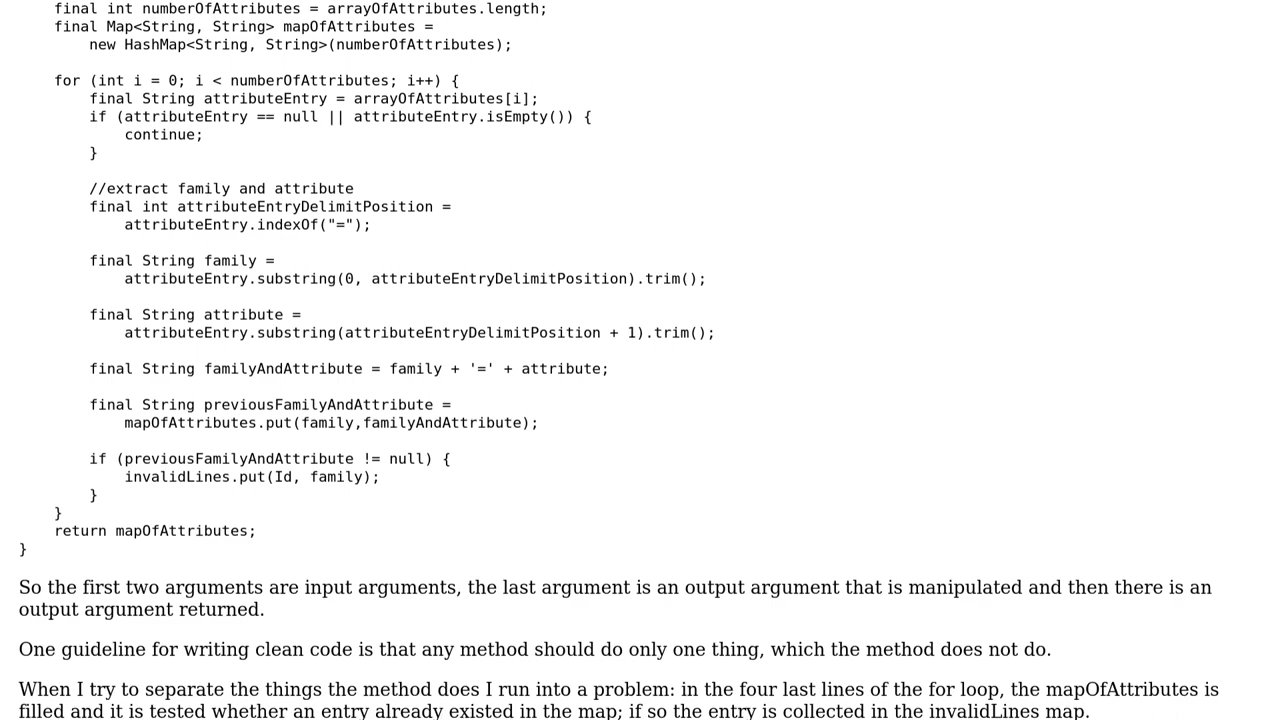 final int numberOfAttributes = arrayOfAttributes.length;
final Map<String, String> mapOfAttributes =
new HashMap<String, String>(numberOfAttributes);
for (int i = 0; i < numberOfAttributes; i++) {
final String attributeEntry = arrayOfAttributes[i];
if (attributeEntry == null || attributeEntry.isEmpty()) {
continue;
}
//extract family and attribute
final int attributeEntryDelimitPosition =
attributeEntry.indexOf("=");
final String family =
attributeEntry.substring(0, attributeEntryDelimitPosition).trim();
final String attribute =
attributeEntry.substring(attributeEntryDelimitPosition + 1).trim();
final String familyAndAttribute = family + '=' + attribute;
final String previousFamilyAndAttribute =
mapOfAttributes.put(family,familyAndAttribute);
if (previousFamilyAndAttribute != null) {
invalidLines.put(Id, family);
}
}
return mapOfAttributes;
}
So the first two arguments are input arguments, the last argument is an output argument that is manipulated and then there is an
output argument returned.
One guideline for writing clean code is that any method should do only one thing, which the method does not do.
When I try to separate the things the method does I run into a problem: in the four last lines of the for loop, the mapOfAttributes is
filled and it is tested whether an entry already existed in the map; if so the entry is collected in the invalidLines map.